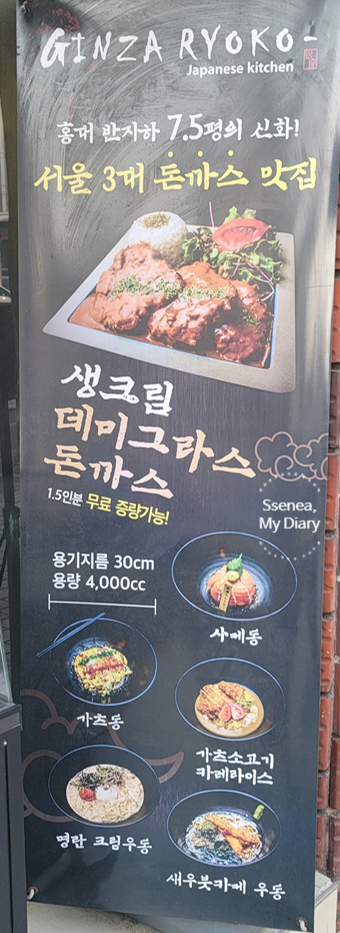 GINZA RYOKO-
Japanese kitchen
홍대 반지하 7.5평의 신화!
서울 3대 돈까스 맛집
생크림
데미그라스
돈까스
1.5인분 무료 증량가능!
Ssenea,
My Diary
용기지름 30cm
용량 4,000cc
사케동
가츠동
가츠소고기
카레라이스
명란 크림우동
새우붓카케 우동